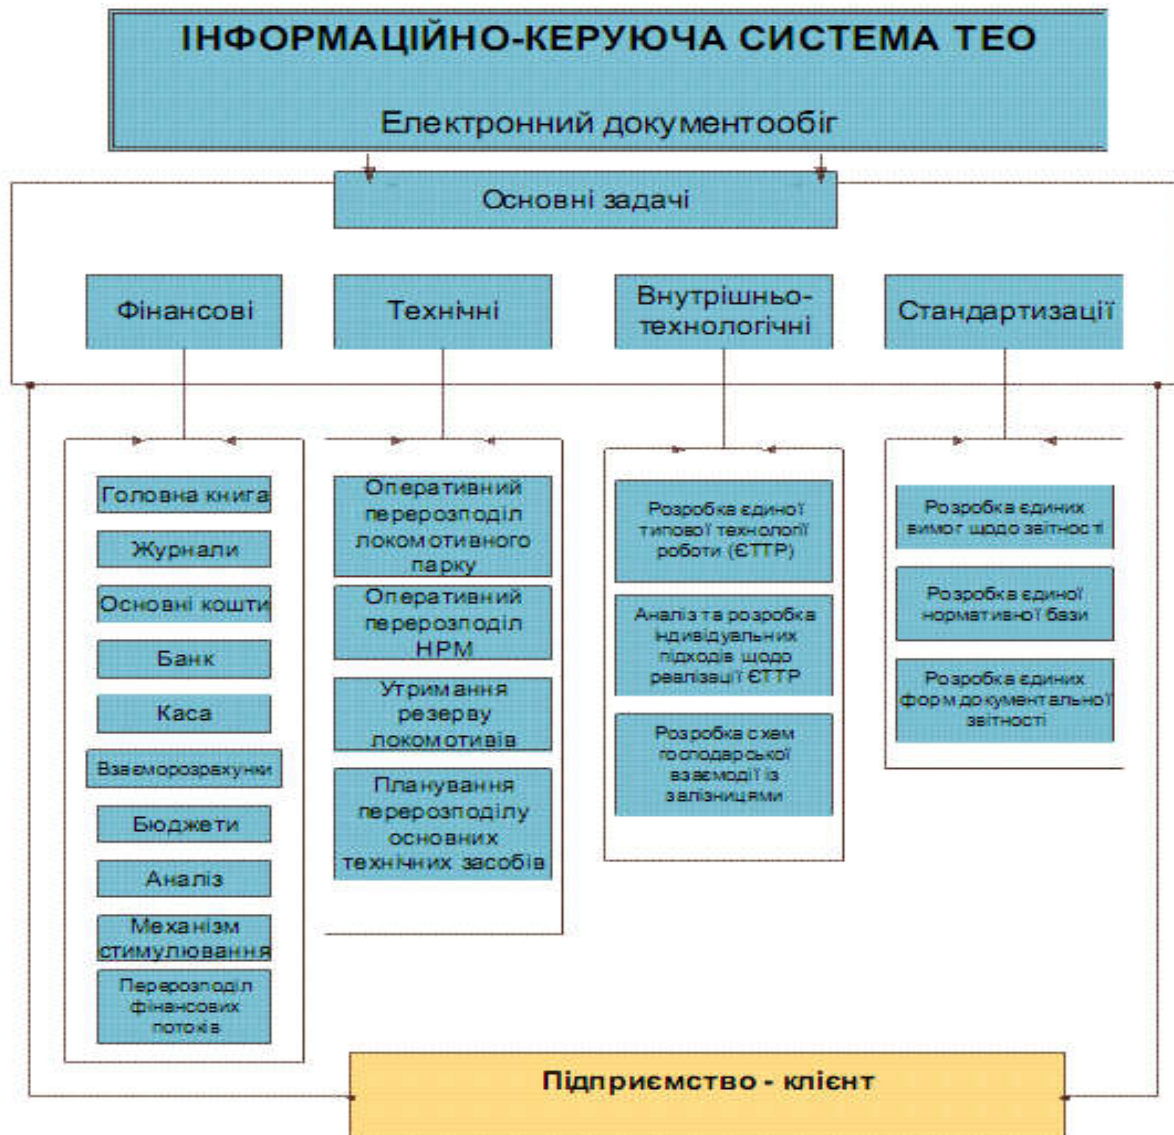 ІНФОРМАЦІЙНО-КЕРУЮЧА СИСТЕМА ТЕО
Електронний документообіг
Основні задачі
Фінансові
Технічні
Внутрішньо-
технологічні
Стандартизації
Головна книга
Журнали
Основні кошти
Банк
Каса
Взаєморозрахунки
Бюджети
Аналіз
Механізм
стимулювання
Перерозподіл
фінансових
потоків
Оперативний
перерозподіл
локомотивного
парку
Оперативний
перерозподіл
НРМ
Утримання
резерву
локомотивів
Планування
перерозподілу
основних
технічних засобів
Розробка єдиної
типової технології
роботи (ЄТТР)
Аналіз та розробка
індивідуальних
підходів щодо
реалізації ЄТТР
Розробка схем
господарської
взаємодії із
залізницями
Розробка єдиних
вимог щодо звітності
Розробка єдиної
нормативної бази
Розробка єдиних
форм документальної
звітності
Підприємство - клієнт